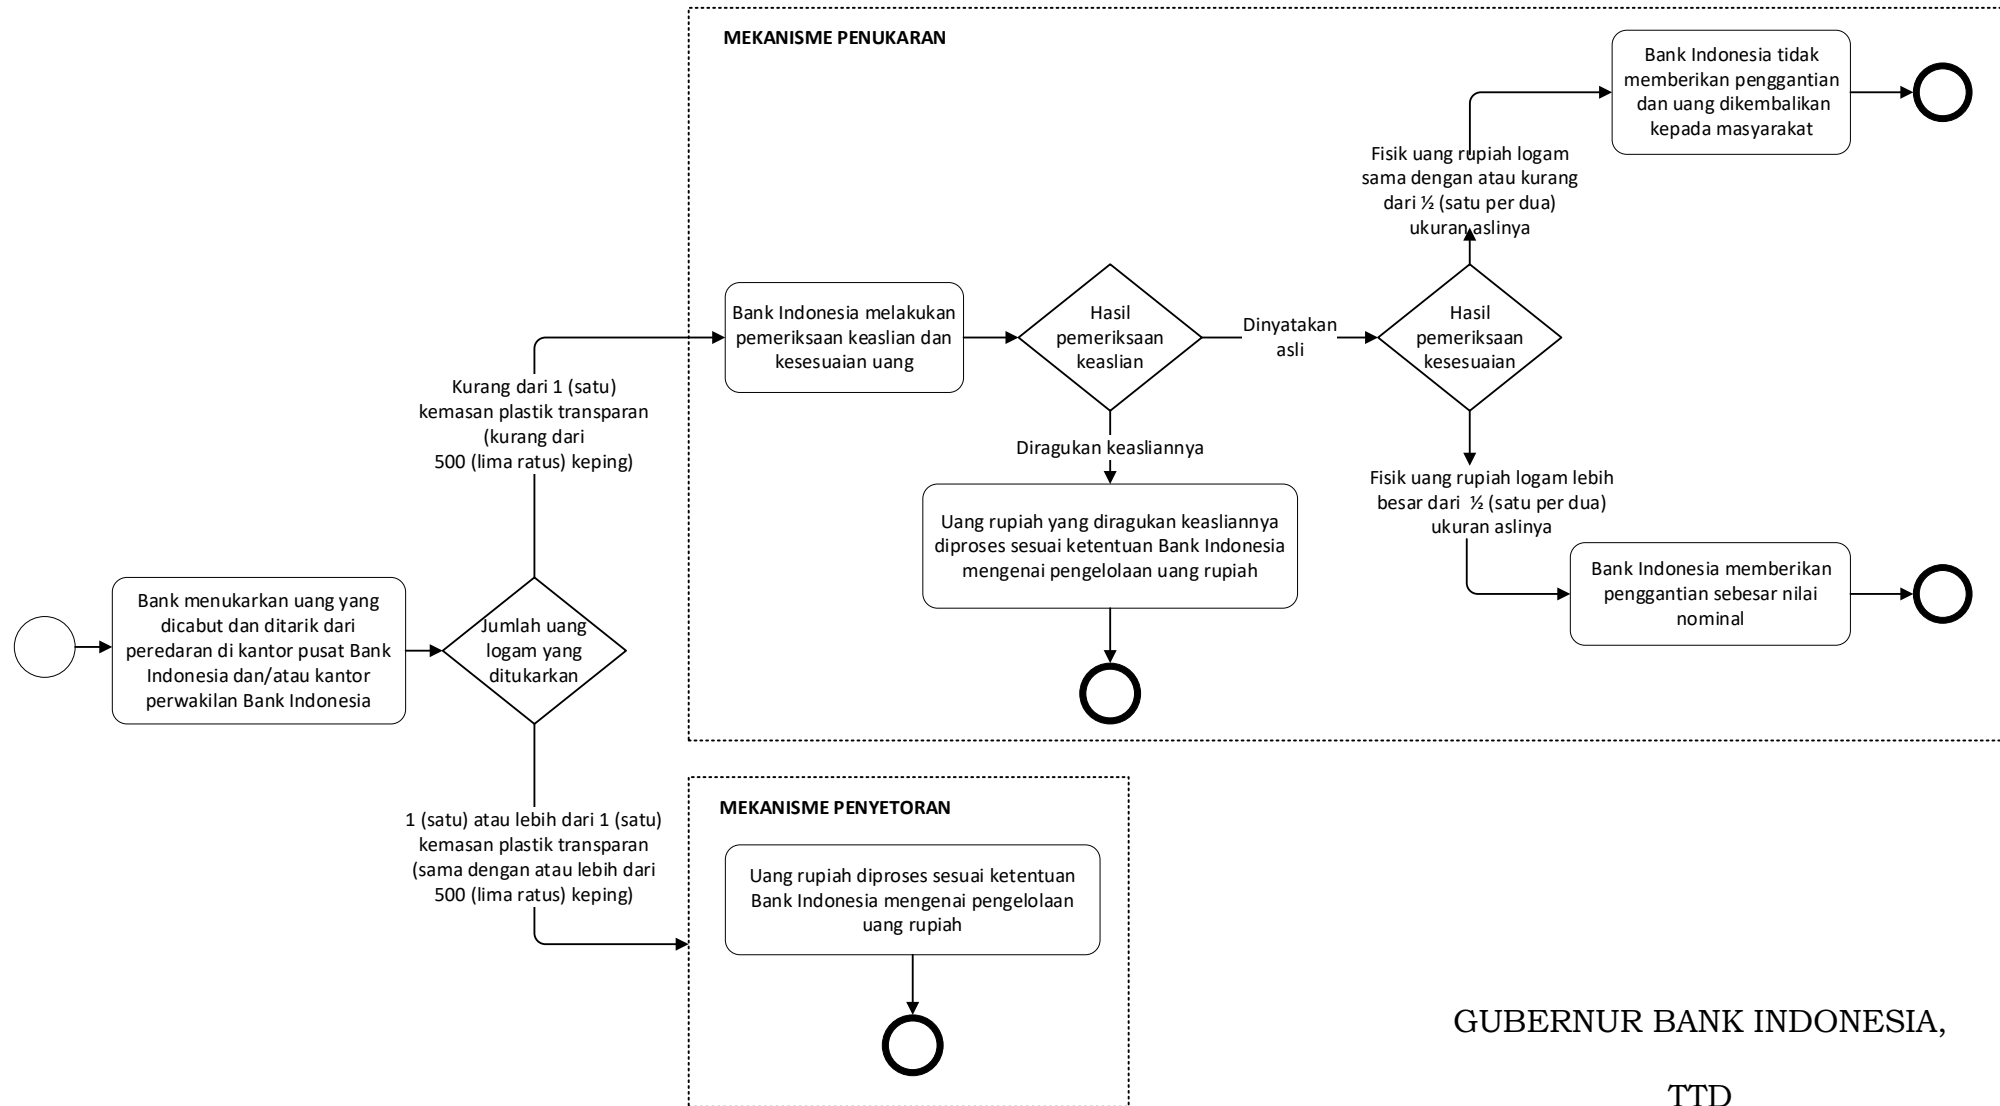 MEKANISME PENUKARAN
Bank Indonesia tidak
memberikan penggantian
dan uang dikembalikan
kepada masyarakat
Fisik uang rupiah logam
sama dengan atau kurang
dari ½ (satu per dua)
ukuran aslinya
Bank Indonesia melakukan
pemeriksaan keaslian dan
kesesuaian uang
Hasil
pemeriksaan
keaslian
Dinyatakan
asli
Hasil
pemeriksaan
kesesuaian
Kurang dari 1 (satu)
kemasan plastik transparan
(kurang dari
500 (lima ratus) keping)
Diragukan keasliannya
Fisik uang rupiah logam lebih
besar dari ½ (satu per dua)
ukuran aslinya
Uang rupiah yang diragukan keasliannya
diproses sesuai ketentuan Bank Indonesia
mengenai pengelolaan uang rupiah
Bank Indonesia memberikan
penggantian sebesar nilai
nominal
Bank menukarkan uang yang
dicabut dan ditarik dari
peredaran di kantor pusat Bank
Indonesia dan/atau kantor
perwakilan Bank Indonesia
Jumlah uang
logam yang
ditukarkan
1 (satu) atau lebih dari 1 (satu)
kemasan plastik transparan
(sama dengan atau lebih dari
500 (lima ratus) keping)
MEKANISME PENYETORAN
Uang rupiah diproses sesuai ketentuan
Bank Indonesia mengenai pengelolaan
uang rupiah
GUBERNUR BANK INDONESIA,
TTD